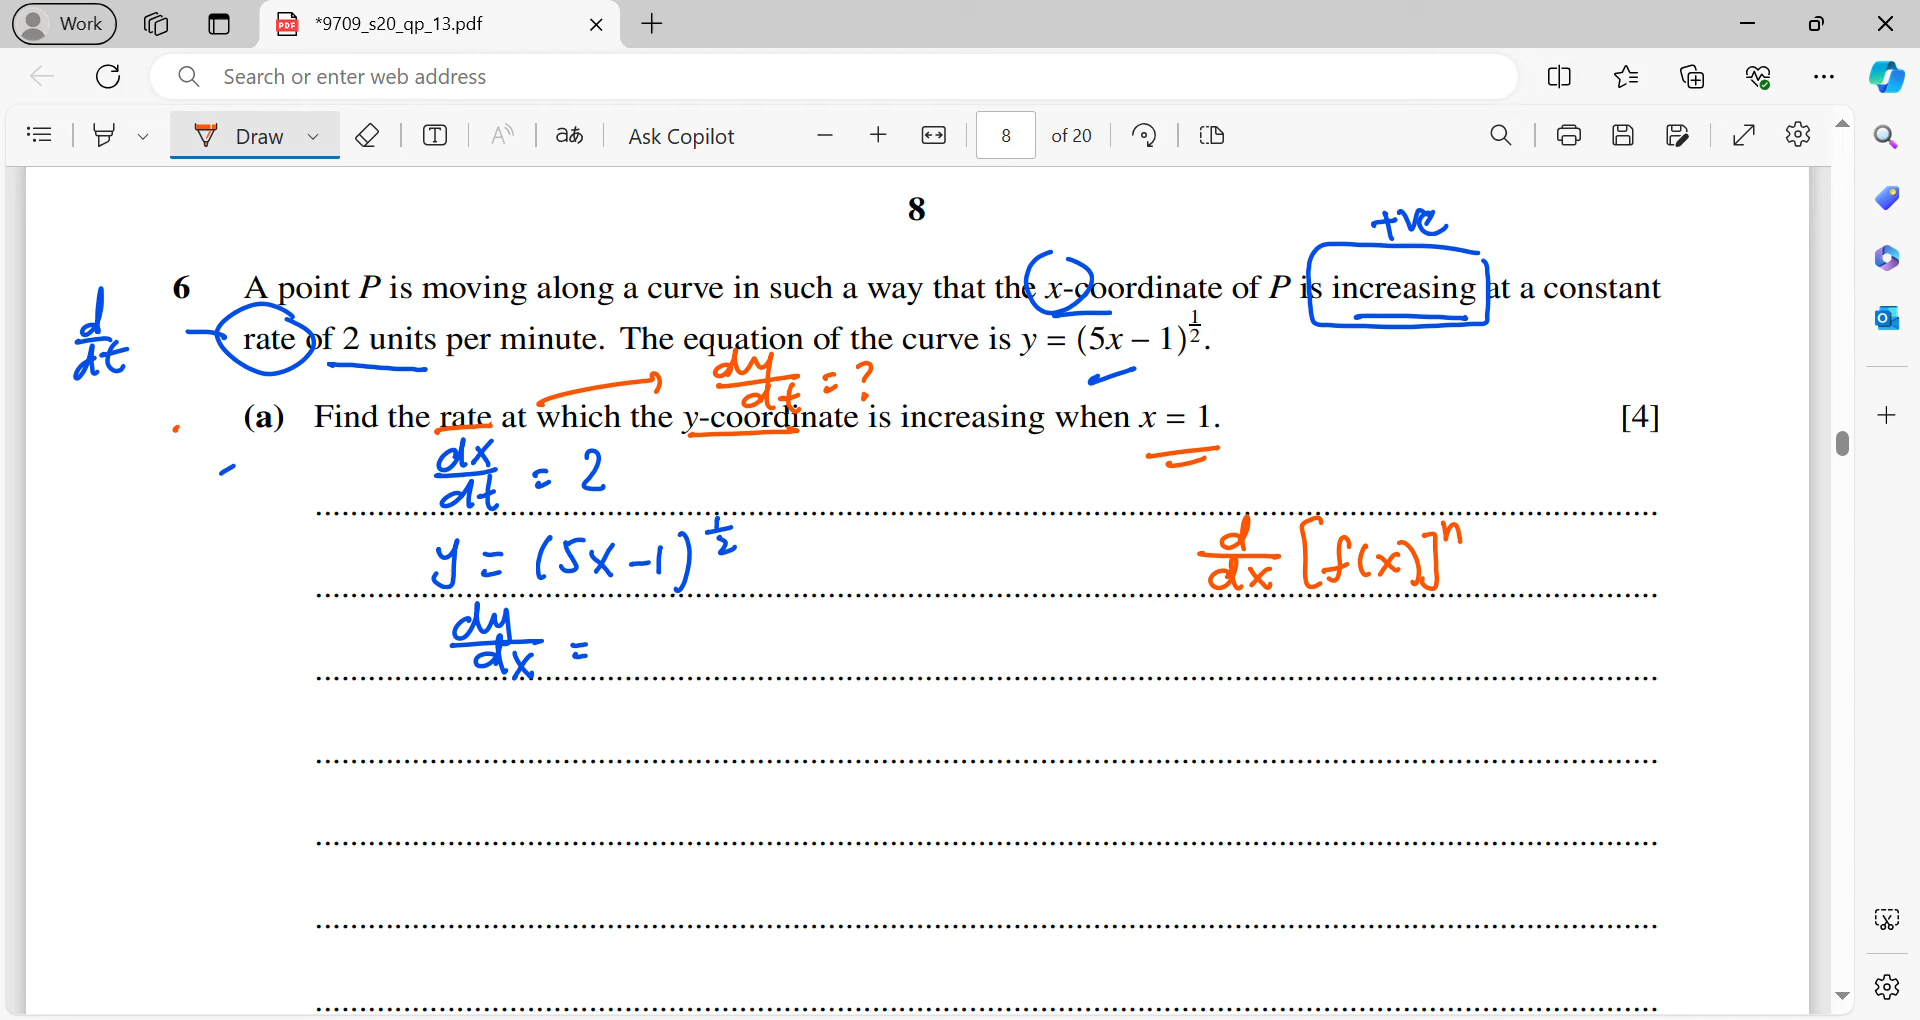 Work
*9709_s20_qp_13.pdf
Search or enter web address
Draw
Ask Copilot
8
of 20
8
+ve
6 A point P is moving along a curve in such a way that the x-coordinate of P is increasing at a constant
d/dt
rate of 2 units per minute. The equation of the curve is y = (5x − 1)^(1/2).
dy/dt = ?
(a) Find the rate at which the y-coordinate is increasing when x = 1. [4]
dx/dt = 2
y = (5x-1)^(1/2)
d/dx [f(x)]^n
dy/dx =